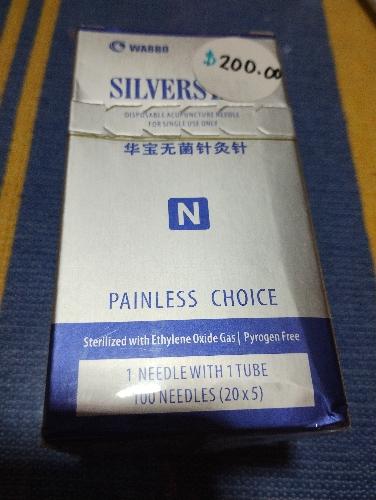 WABBO
$200.00
DISPOSABLE ACUPUNCTURE NEEDLE
FOR SINGLE USE ONLY
华宝无菌针灸针
N
PAINLESS CHOICE
Sterilized with Ethylene Oxide Gas | Pyrogen Free
1 NEEDLE WITH 1 TUBE
100 NEEDLES (20 x 5)